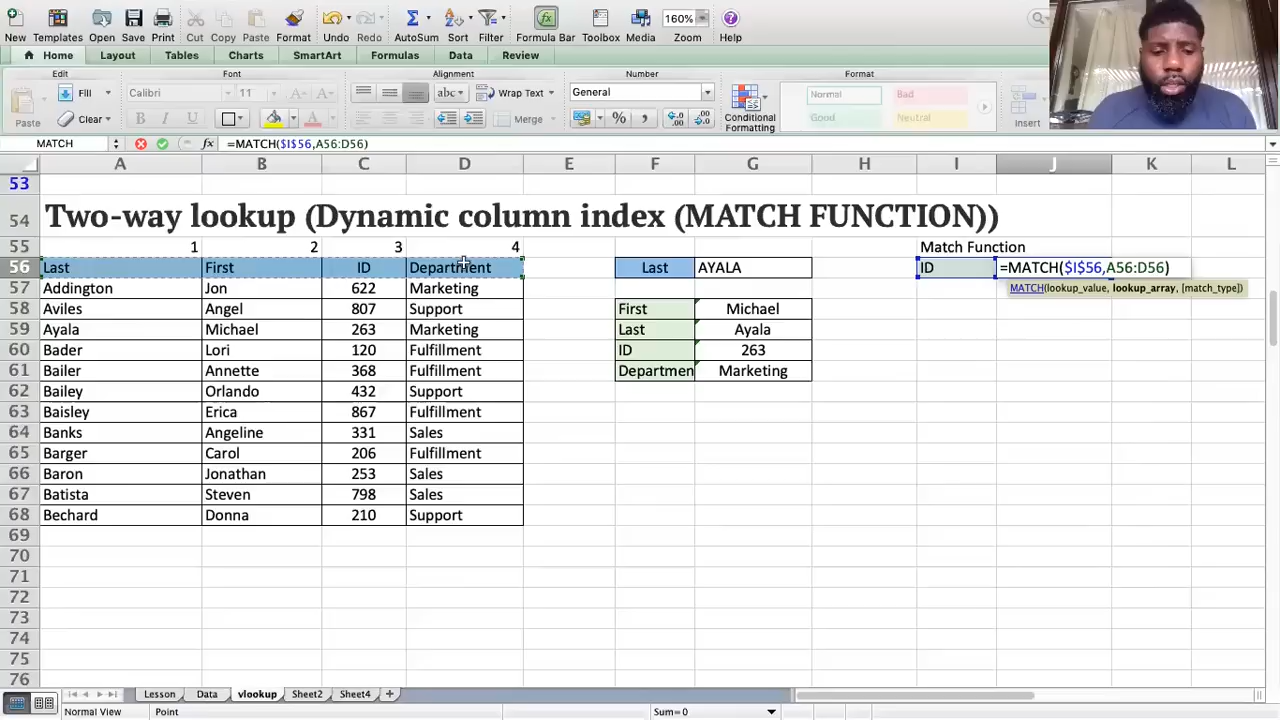 New Templates Open Save Print Cut Copy Paste Format Undo Redo AutoSum Sort Filter Formula Bar Toolbox Media 160% Zoom Help
Home Layout Tables Charts SmartArt Formulas Data Review
Edit Font Alignment Number Format
Paste Fill Clear Calibri 11 abc Wrap Text Merge General Conditional Formatting Normal Bad Good Neutral Insert
MATCH fx =MATCH($I$56,A56:D56)
A B C D E F G H I J K L
53
54 Two-way lookup (Dynamic column index (MATCH FUNCTION))
55 1 2 3 4 Match Function
56 Last First ID Department Last AYALA ID =MATCH($I$56,A56:D56)
57 Addington Jon 622 Marketing MATCH(lookup_value, lookup_array, [match_type])
58 Aviles Angel 807 Support First Michael
59 Ayala Michael 263 Marketing Last Ayala
60 Bader Lori 120 Fulfillment ID 263
61 Bailer Annette 368 Fulfillment Departmen Marketing
62 Bailey Orlando 432 Support
63 Baisley Erica 867 Fulfillment
64 Banks Angeline 331 Sales
65 Barger Carol 206 Fulfillment
66 Baron Jonathan 253 Sales
67 Batista Steven 798 Sales
68 Bechard Donna 210 Support
69
70
71
72
73
74
75
76
Lesson Data vlookup Sheet2 Sheet4
Normal View Point Sum=0